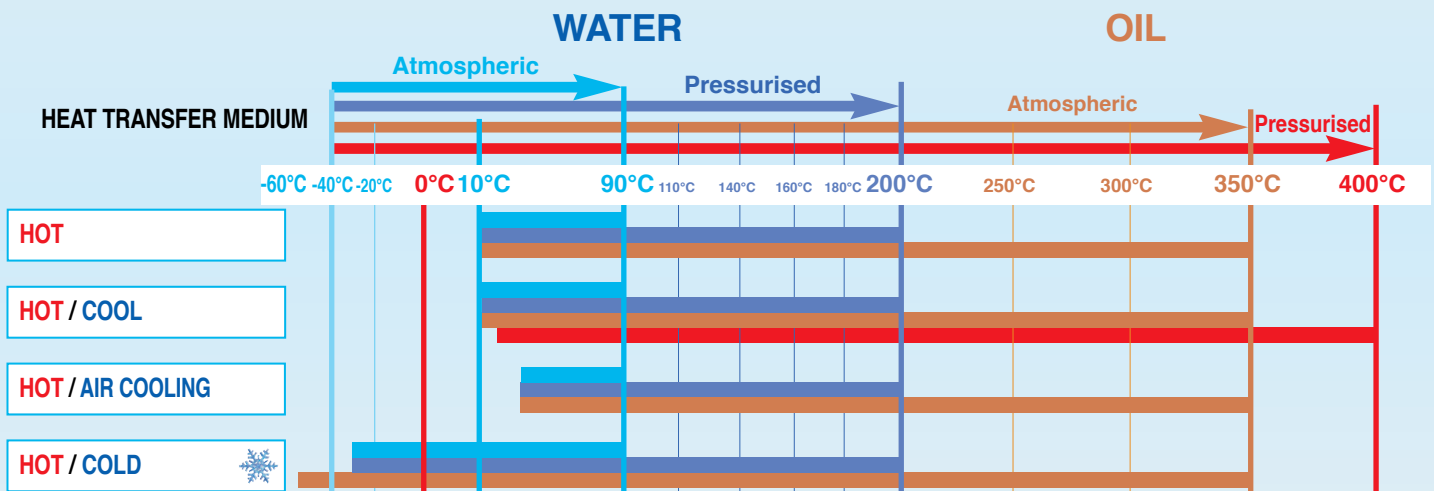 WATER OIL
Atmospheric
Pressurised
Atmospheric
HEAT TRANSFER MEDIUM
Pressurised
-60°C -40°C -20°C 0°C 10°C 90°C 110°C 140°C 160°C 180°C 200°C 250°C 300°C 350°C 400°C
HOT
HOT / COOL
HOT / AIR COOLING
HOT / COLD